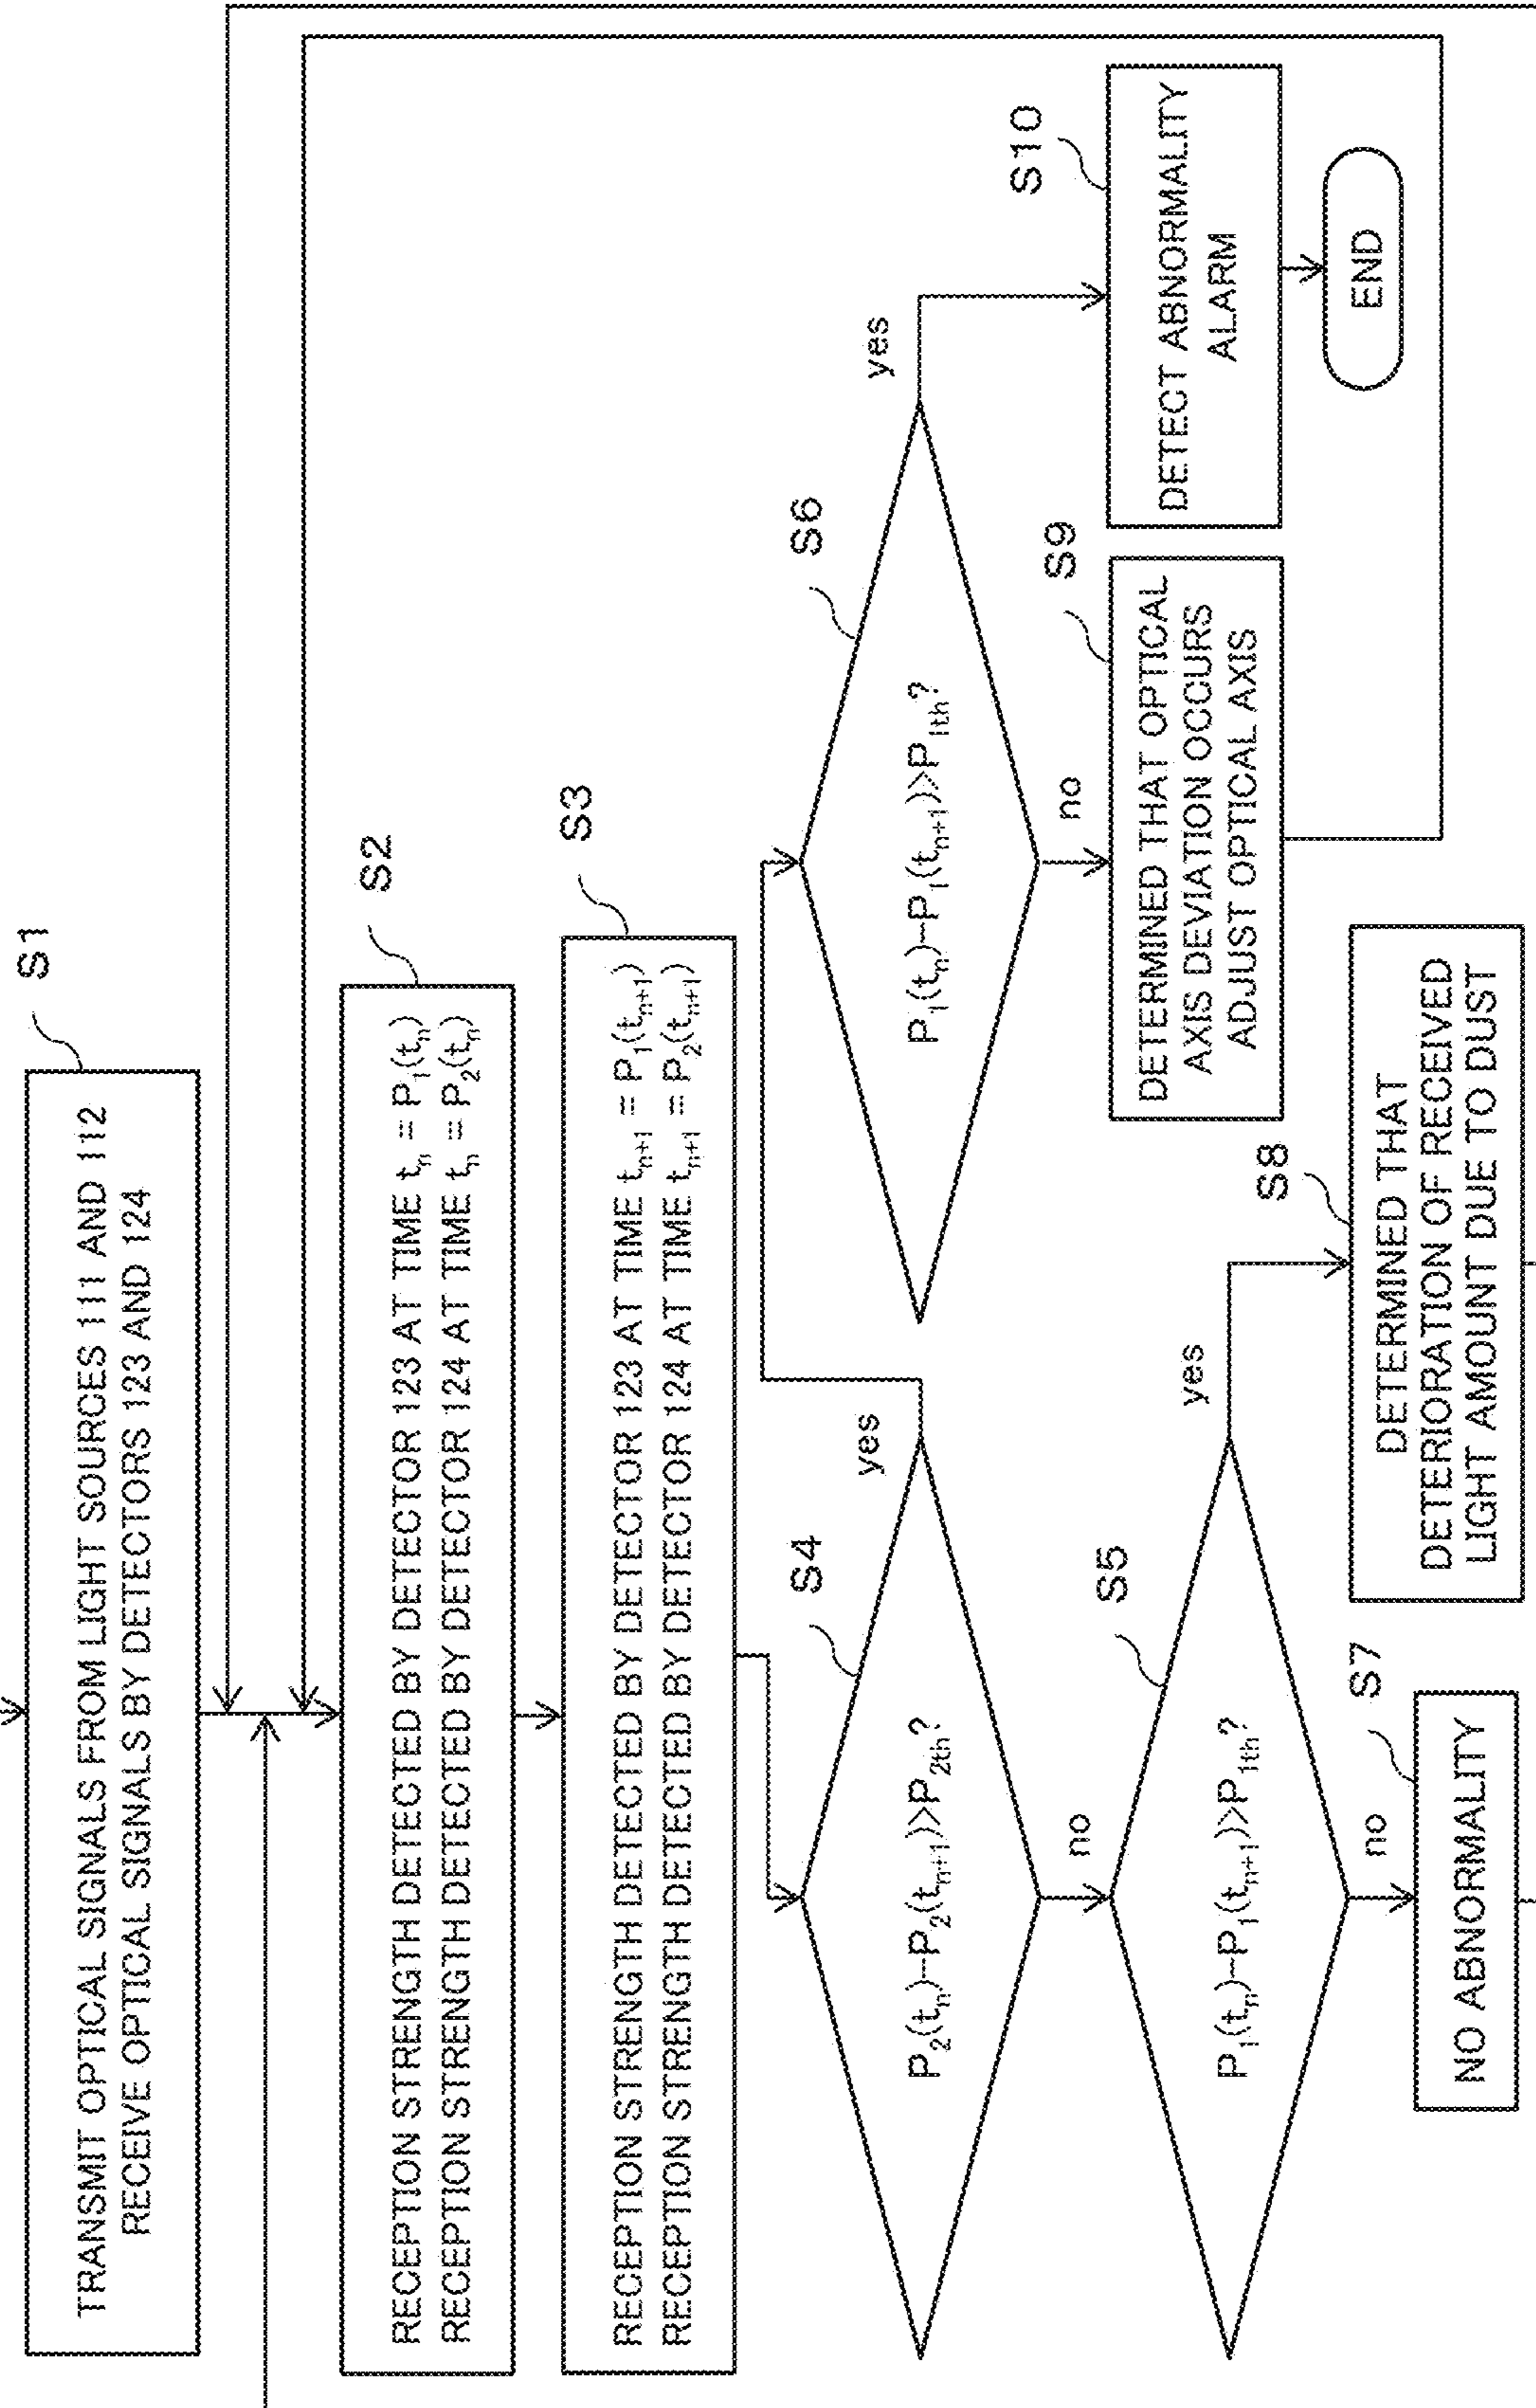 S1
TRANSMIT OPTICAL SIGNALS FROM LIGHT SOURCES 111 AND 112
RECEIVE OPTICAL SIGNALS BY DETECTORS 123 AND 124
S2
RECEPTION STRENGTH DETECTED BY DETECTOR 123 AT TIME tₙ = P₁(tₙ)
RECEPTION STRENGTH DETECTED BY DETECTOR 124 AT TIME tₙ = P₂(tₙ)
S3
RECEPTION STRENGTH DETECTED BY DETECTOR 123 AT TIME tₙ₊₁ = P₁(tₙ₊₁)
RECEPTION STRENGTH DETECTED BY DETECTOR 124 AT TIME tₙ₊₁ = P₂(tₙ₊₁)
S4
P₂(tₙ)-P₂(tₙ₊₁)>P₂ₜₕ?
yes
no
S6
P₁(tₙ)-P₁(tₙ₊₁)>P₁ₜₕ?
yes
no
S5
P₁(tₙ)-P₁(tₙ₊₁)>P₁ₜₕ?
yes
no
S9
DETERMINED THAT OPTICAL
AXIS DEVIATION OCCURS
ADJUST OPTICAL AXIS
S10
DETECT ABNORMALITY
ALARM
END
S7
NO ABNORMALITY
S8
DETERMINED THAT
DETERIORATION OF RECEIVED
LIGHT AMOUNT DUE TO DUST